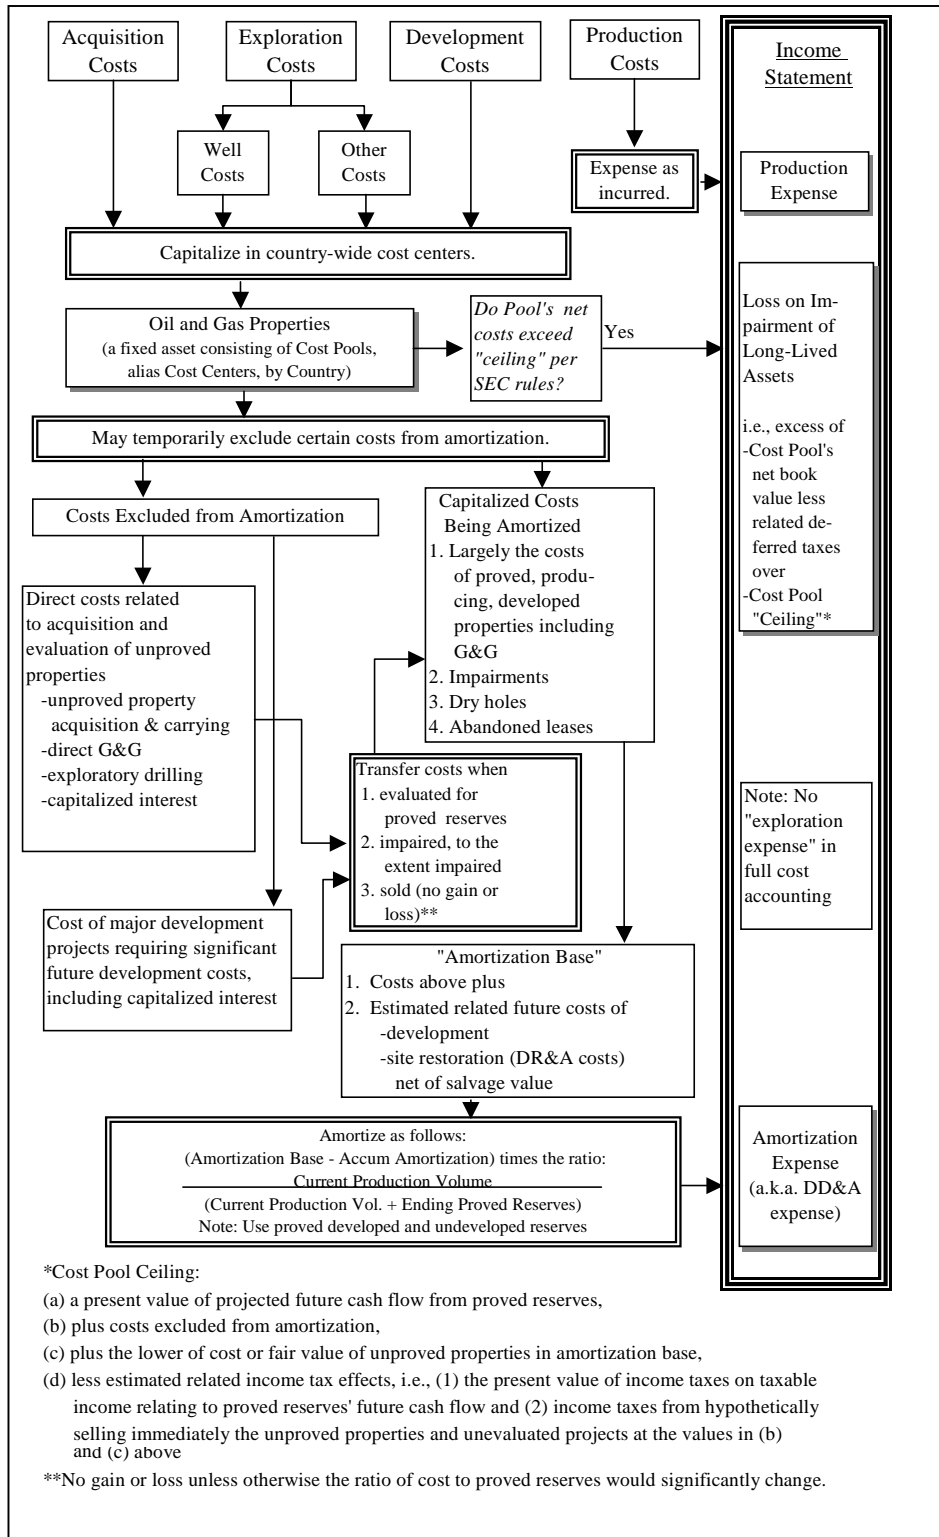 Acquisition
Costs
Exploration
Costs
Development
Costs
Production
Costs
Income
Statement
Well
Costs
Other
Costs
Expense as
incurred.
Production
Expense
Capitalize in country-wide cost centers.
Oil and Gas Properties
(a fixed asset consisting of Cost Pools,
alias Cost Centers, by Country)
Do Pool's net
costs exceed
"ceiling" per
SEC rules?
Yes
Loss on Im-
pairment of
Long-Lived
Assets
i.e., excess of
-Cost Pool's
net book
value less
related de-
ferred taxes
over
-Cost Pool
"Ceiling"*
May temporarily exclude certain costs from amortization.
Costs Excluded from Amortization
Capitalized Costs
Being Amortized
1. Largely the costs
of proved, produ-
cing, developed
properties including
G&G
2. Impairments
3. Dry holes
4. Abandoned leases
Direct costs related
to acquisition and
evaluation of unproved
properties
-unproved property
acquisition & carrying
-direct G&G
-exploratory drilling
-capitalized interest
Transfer costs when
1. evaluated for
proved reserves
2. impaired, to the
extent impaired
3. sold (no gain or
loss)**
Note: No
"exploration
expense" in
full cost
accounting
Cost of major development
projects requiring significant
future development costs,
including capitalized interest
"Amortization Base"
1. Costs above plus
2. Estimated related future costs of
-development
-site restoration (DR&A costs)
net of salvage value
Amortize as follows:
(Amortization Base - Accum Amortization) times the ratio:
Current Production Volume
(Current Production Vol. + Ending Proved Reserves)
Note: Use proved developed and undeveloped reserves
Amortization
Expense
(a.k.a. DD&A
expense)
*Cost Pool Ceiling:
(a) a present value of projected future cash flow from proved reserves,
(b) plus costs excluded from amortization,
(c) plus the lower of cost or fair value of unproved properties in amortization base,
(d) less estimated related income tax effects, i.e., (1) the present value of income taxes on taxable
income relating to proved reserves' future cash flow and (2) income taxes from hypothetically
selling immediately the unproved properties and unevaluated projects at the values in (b)
and (c) above
**No gain or loss unless otherwise the ratio of cost to proved reserves would significantly change.